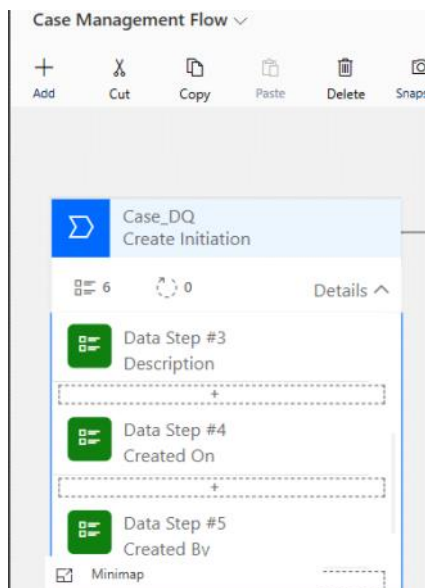 Case Management Flow
Add Cut Copy Paste Delete Snaps
Case_DQ
Create Initiation
6 0 Details
Data Step #3
Description
+
Data Step #4
Created On
+
Data Step #5
Created By
Minimap